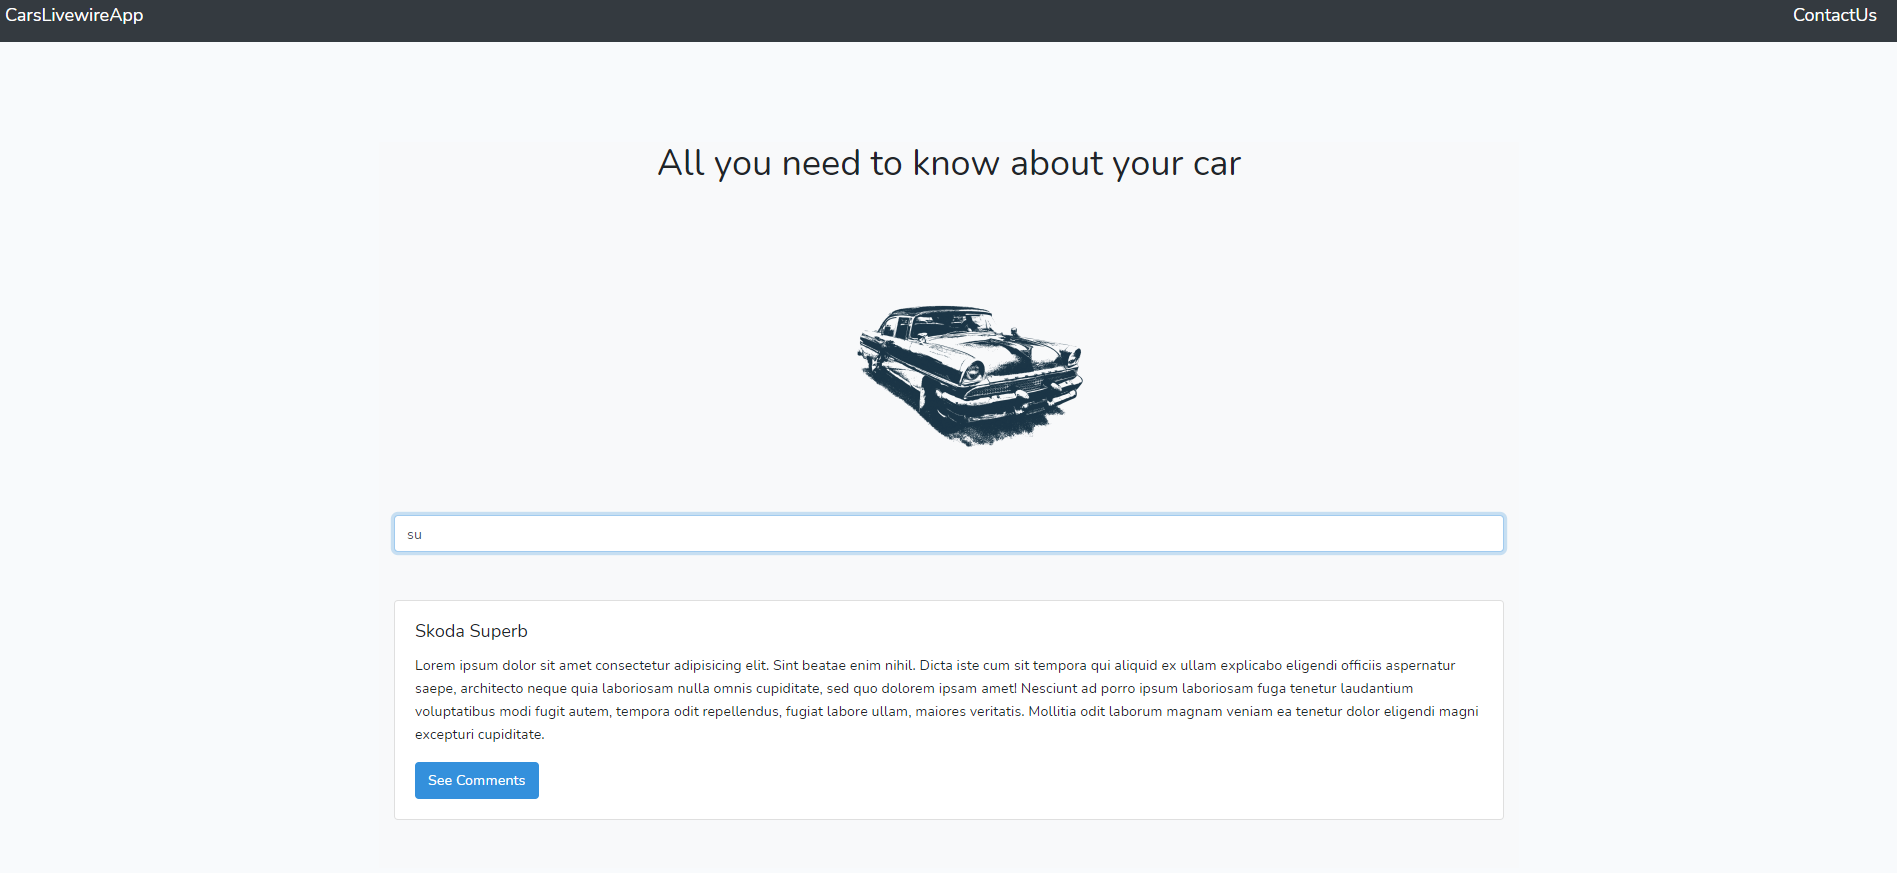 CarsLivewireApp
ContactUs
All you need to know about your car
su
Skoda Superb
Lorem ipsum dolor sit amet consectetur adipisicing elit. Sint beatae enim nihil. Dicta iste cum sit tempora qui aliquid ex ullam explicabo eligendi officiis aspernatur
saepe, architecto neque quia laboriosam nulla omnis cupiditate, sed quo dolorem ipsam amet! Nesciunt ad porro ipsum laboriosam fuga tenetur laudantium
voluptatibus modi fugit autem, tempora odit repellendus, fugiat labore ullam, maiores veritatis. Mollitia odit laborum magnam veniam ea tenetur dolor eligendi magni
excepturi cupiditate.
See Comments